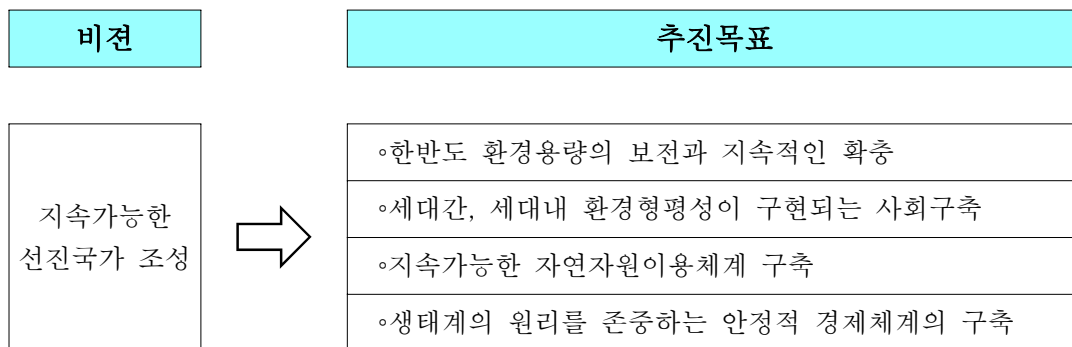 비젼
추진목표
지속가능한
선진국가 조성
◦한반도 환경용량의 보전과 지속적인 확충
◦세대간, 세대내 환경형평성이 구현되는 사회구축
◦지속가능한 자연자원이용체계 구축
◦생태계의 원리를 존중하는 안정적 경제체계의 구축